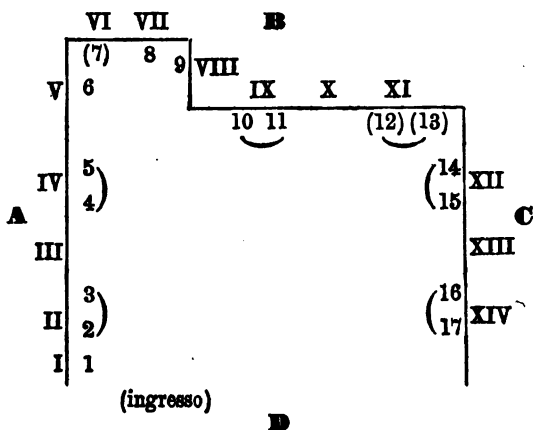 VI VII B
(7) 8 9 VIII
V 6 IX X XI
10 11 (12) (13)
IV 5 14 XII
4 15
A C
III XIII
3 16
II 2 17 XIV
I 1
(ingresso)
D